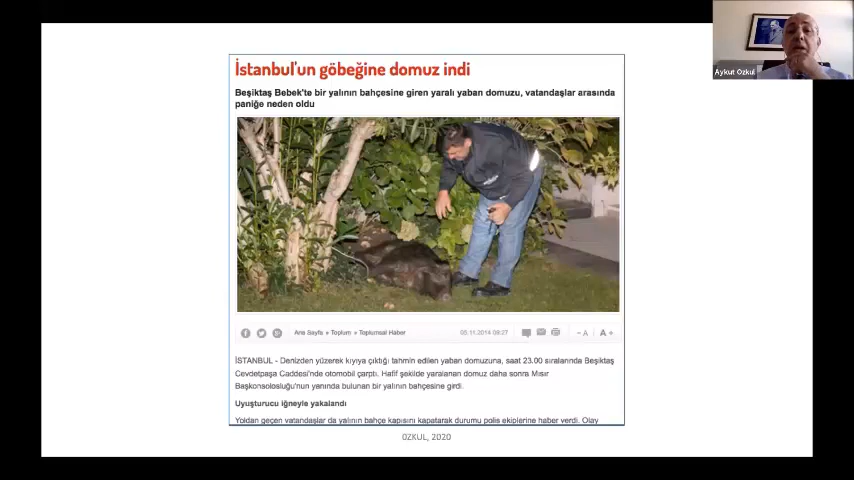 İstanbul'un göbeğine domuz indi
Beşiktaş Bebek'te bir yalının bahçesine giren yaralı yaban domuzu, vatandaşlar arasında
paniğe neden oldu
Ana Sayfa » Toplum » Toplumsal Haber
05.11.2014 09:27
- A
A +
İSTANBUL - Denizden yüzerek kıyıya çıktığı tahmin edilen yaban domuzuna, saat 23.00 sıralarında Beşiktaş
Cevdetpaşa Caddesi'nde otomobil çarptı. Hafif şekilde yaralanan domuz daha sonra Mısır
Başkonsolosluğu'nun yanında bulunan bir yalının bahçesine girdi.
Uyuşturucu iğneyle yakalandı
Yoldan geçen vatandaşlar da yalının bahçe kapısını kapatarak durumu polis ekiplerine haber verdi. Olay
OZKUL, 2020
Aykut Ozkul